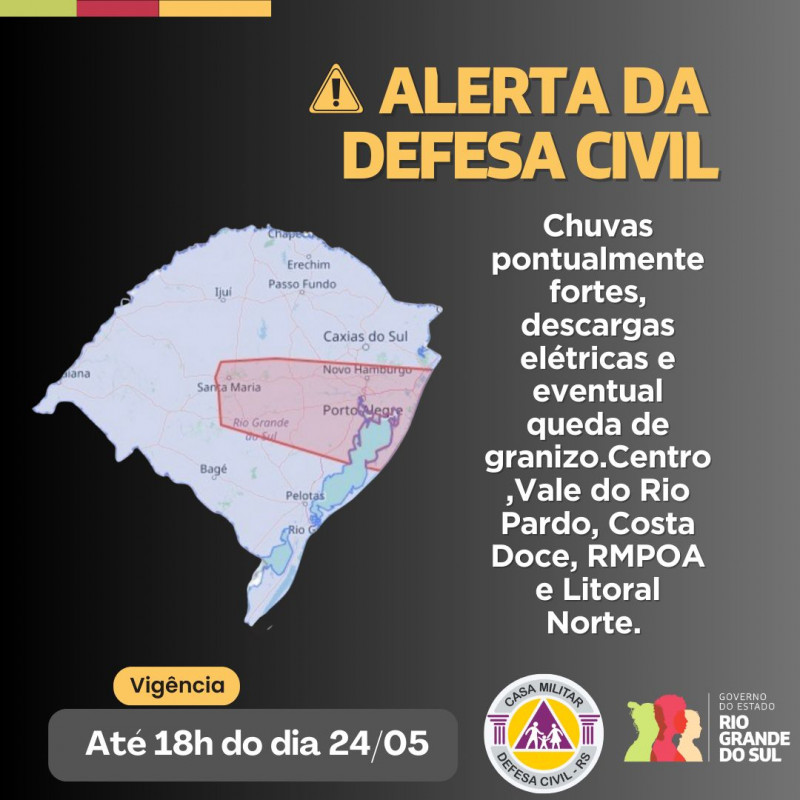 ALERTA DA
DEFESA CIVIL
Chuvas
pontualmente
fortes,
descargas
elétricas e
eventual
queda de
granizo.Centro
,Vale do Rio
Pardo, Costa
Doce, RMPOA
e Litoral
Norte.
Erechim
Passo Fundo
Ijuí
Caxias do Sul
Novo Hamburgo
Santa Maria
Porto Alegre
Rio Grande
do Sul
Bagé
Pelotas
Rio G
Vigência
Até 18h do dia 24/05
CASA MILITAR
DEFESA CIVIL - RS
GOVERNO
DO ESTADO
RIO
GRANDE
DO SUL